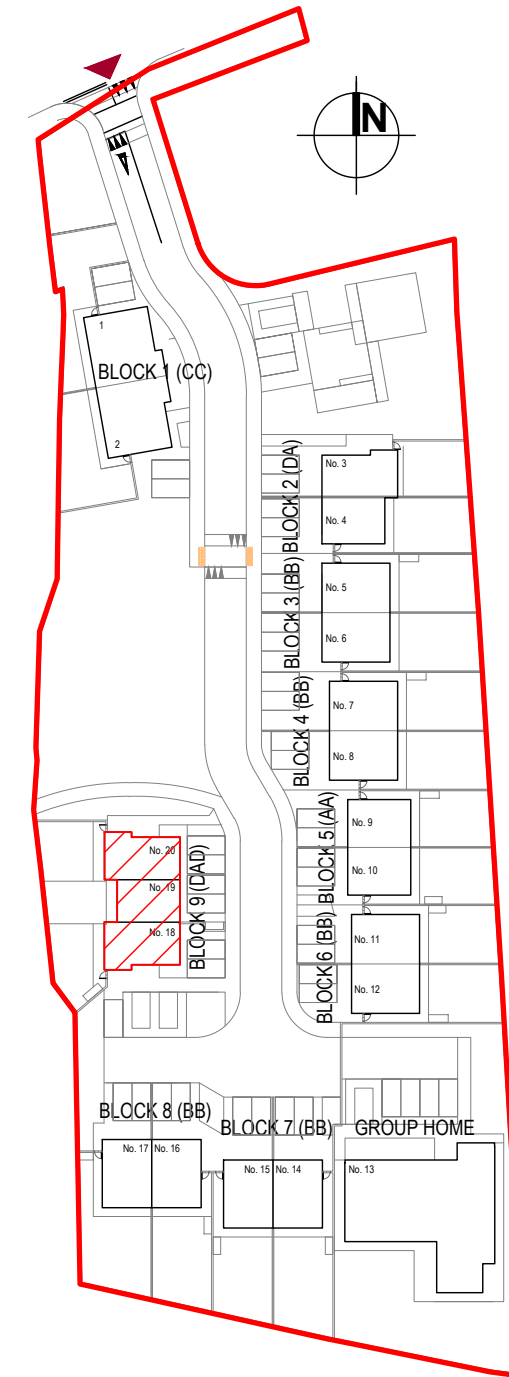 N
1
BLOCK 1 (CC)
2
BLOCK 2 (DA)
No. 3
No. 4
BLOCK 3 (BB)
No. 5
No. 6
BLOCK 4 (BB)
No. 7
No. 8
BLOCK 5 (AA)
No. 9
No. 10
BLOCK 6 (BB)
No. 11
No. 12
No. 20
No. 19
No. 18
BLOCK 9 (DAD)
BLOCK 8 (BB)
No. 17
No. 16
BLOCK 7 (BB)
No. 15
No. 14
GROUP HOME
No. 13